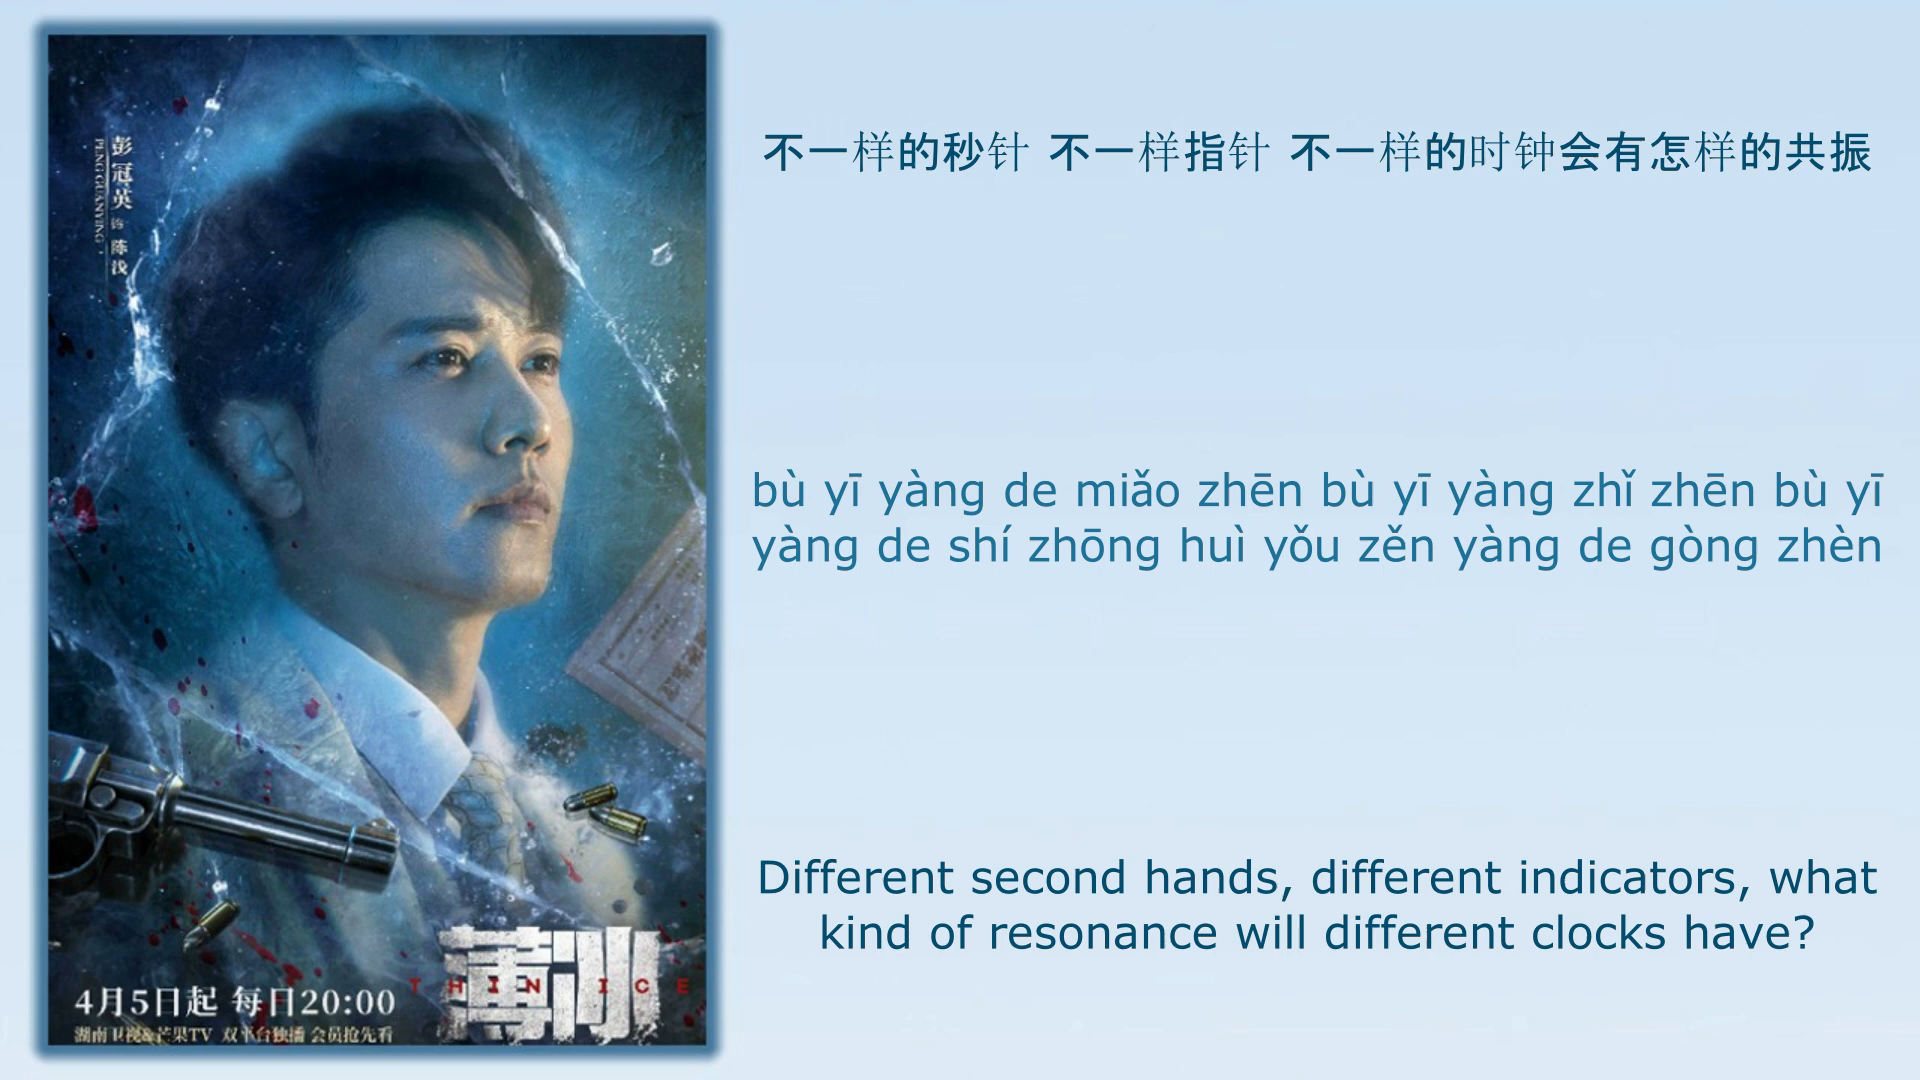 彭冠英
饰
陈浅
PENG GUANYING
不一样的秒针 不一样指针 不一样的时钟会有怎样的共振
bù yī yàng de miǎo zhēn bù yī yàng zhǐ zhēn bù yī
yàng de shí zhōng huì yǒu zěn yàng de gòng zhèn
Different second hands, different indicators, what
kind of resonance will different clocks have?
薄冰
THIN ICE
4月5日起 每日20:00
湖南卫视&芒果TV 双平台独播 会员抢先看